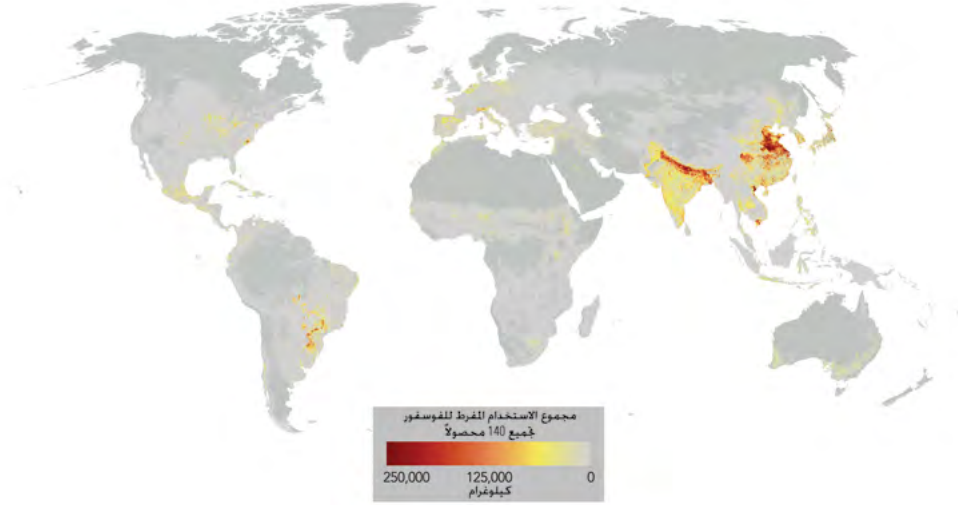 مجموع الاستخدام المفرط للفوسفور
لجميع 140 محصولاً
250,000 125,000 0
كيلوغرام